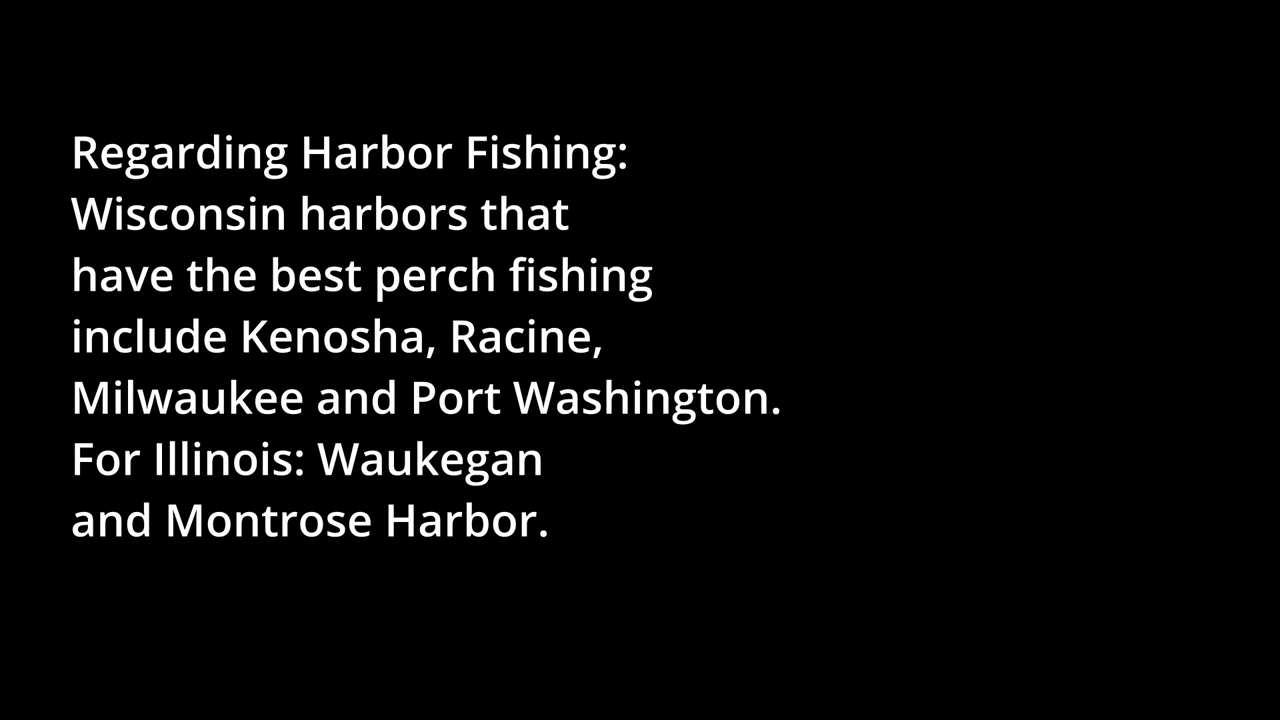 Regarding Harbor Fishing:
Wisconsin harbors that
have the best perch fishing
include Kenosha, Racine,
Milwaukee and Port Washington.
For Illinois: Waukegan
and Montrose Harbor.